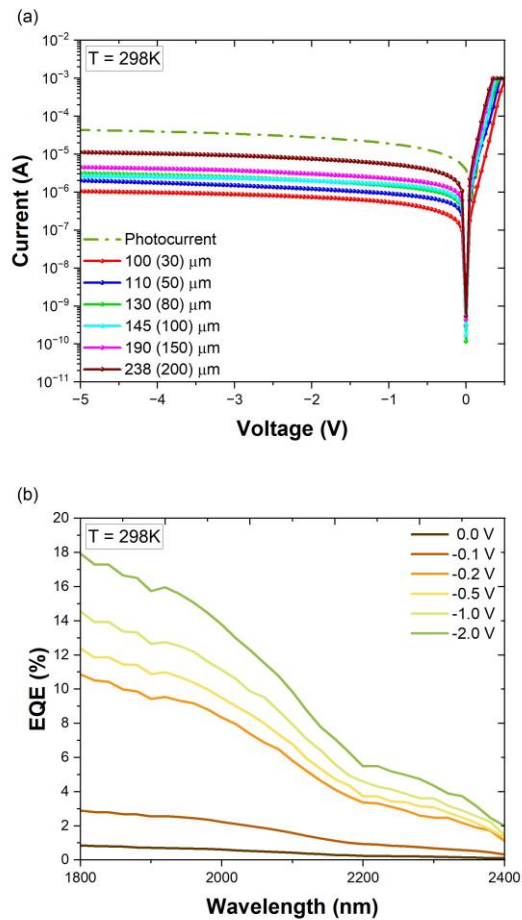 (a)
T = 298K
Current (A)
10⁻³
10⁻⁴
10⁻⁵
10⁻⁶
10⁻⁷
10⁻⁸
10⁻⁹
10⁻¹⁰
10⁻¹¹
Photocurrent
100 (30) μm
110 (50) μm
130 (80) μm
145 (100) μm
190 (150) μm
238 (200) μm
−5 −4 −3 −2 −1 0
Voltage (V)
(b)
T = 298K
EQE (%)
20
18
16
14
12
10
8
6
4
2
0
0.0 V
-0.1 V
-0.2 V
-0.5 V
-1.0 V
-2.0 V
1800 2000 2200 2400
Wavelength (nm)